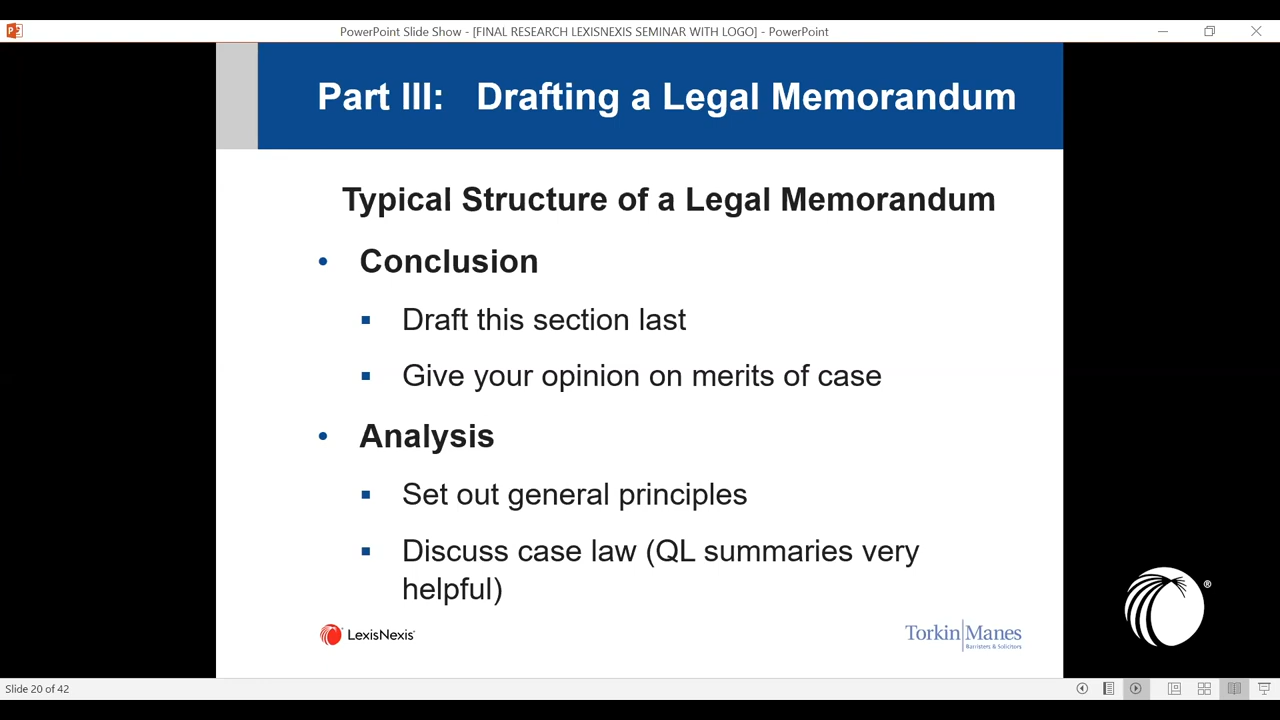 PowerPoint Slide Show - [FINAL RESEARCH LEXISNEXIS SEMINAR WITH LOGO] - PowerPoint
Part III: Drafting a Legal Memorandum
Typical Structure of a Legal Memorandum
• Conclusion
▪ Draft this section last
▪ Give your opinion on merits of case
• Analysis
▪ Set out general principles
▪ Discuss case law (QL summaries very
helpful)
LexisNexis®
Torkin|Manes
Barristers & Solicitors
®
Slide 20 of 42